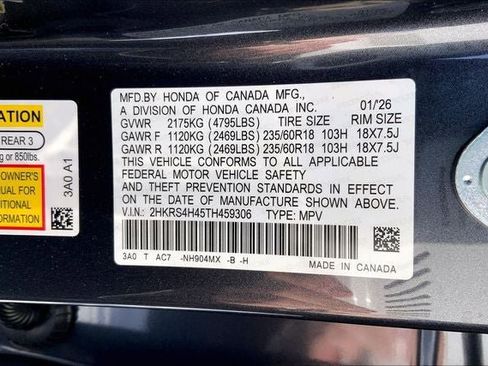 ATION
REAR 3
g or 850lbs.
OWNER'S
NUAL FOR
DITIONAL
FORMATION
3A0 A1
MFD.BY HONDA OF CANADA MFG.,
A DIVISION OF HONDA CANADA INC. 01/'26
GVWR 2175KG (4795LBS) TIRE SIZE RIM SIZE
GAWR F 1120KG (2469LBS) 235/60R18 103H 18X7.5J
GAWR R 1120KG (2469LBS) 235/60R18 103H 18X7.5J
THIS VEHICLE CONFORMS TO ALL APPLICABLE
FEDERAL MOTOR VEHICLE SAFETY
AND THEFT PREVENTION STANDARDS IN EFFECT
ON THE DATE OF MANUFACTURE SHOWN ABOVE.
V.I.N.: 2HKRS4H45TH459306 TYPE: MPV
3A0 T AC7 -NH904MX -B -H
MADE IN CANADA